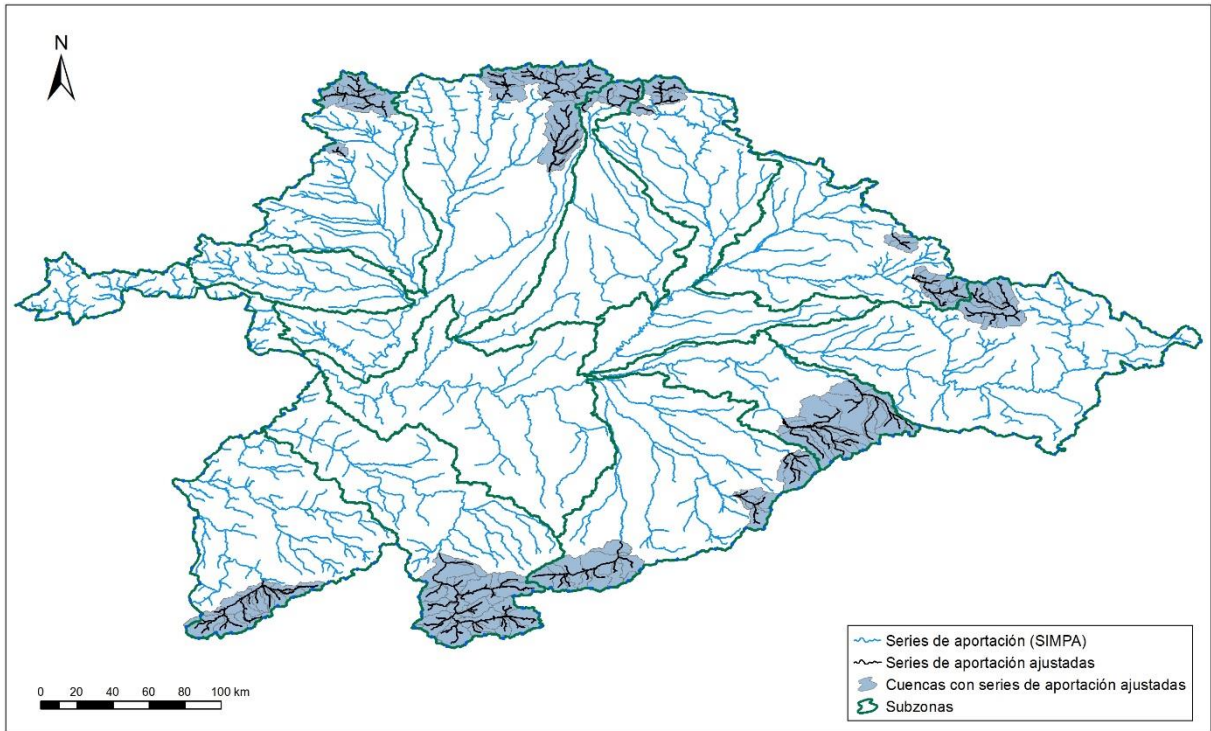 N
Series de aportación (SIMPA)
Series de aportación ajustadas
Cuencas con series de aportación ajustadas
Subzonas
0 20 40 60 80 100 km